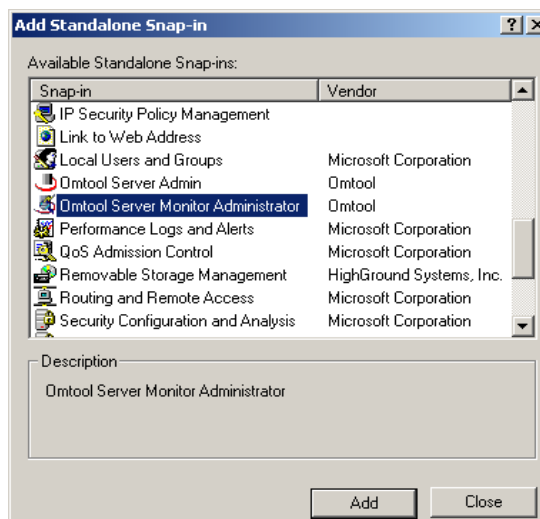 Add Standalone Snap-in
Available Standalone Snap-ins:
Snap-in Vendor
IP Security Policy Management
Link to Web Address
Local Users and Groups Microsoft Corporation
Omtool Server Admin Omtool
Omtool Server Monitor Administrator Omtool
Performance Logs and Alerts Microsoft Corporation
QoS Admission Control Microsoft Corporation
Removable Storage Management HighGround Systems, Inc.
Routing and Remote Access Microsoft Corporation
Security Configuration and Analysis Microsoft Corporation
Description
Omtool Server Monitor Administrator
Add Close